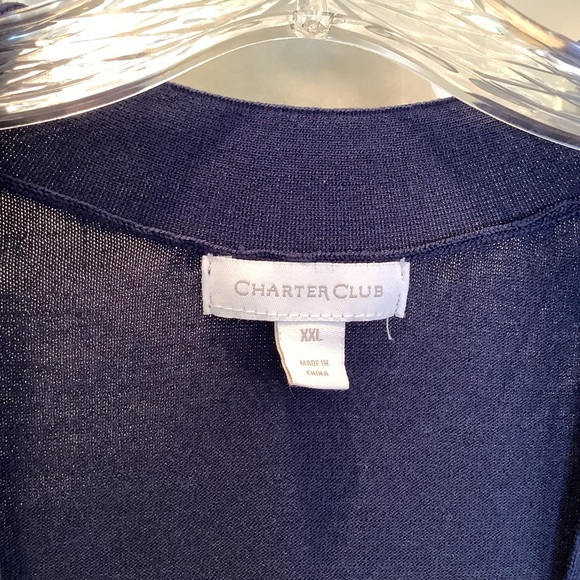 CHARTER CLUB
XXL
MADE IN
CHINA